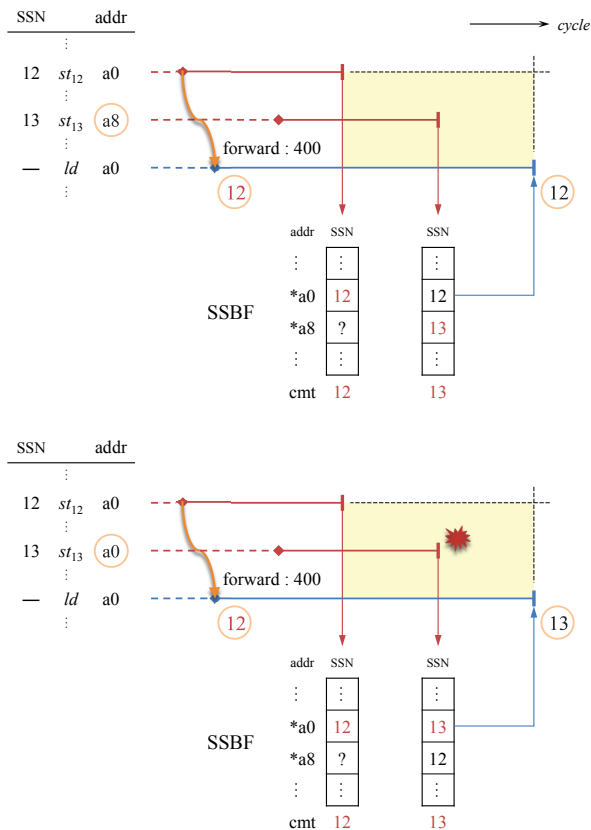 SSN addr
cycle
⋮
12 st12 a0
⋮
13 st13 a8
⋮
forward : 400
— ld a0
⋮
12
12
addr SSN SSN
⋮ ⋮ ⋮
*a0 12 12
SSBF
*a8 ? 13
⋮ ⋮ ⋮
cmt 12 13
SSN addr
⋮
12 st12 a0
⋮
13 st13 a0
⋮
forward : 400
— ld a0
⋮
12
13
addr SSN SSN
⋮ ⋮ ⋮
*a0 12 13
SSBF
*a8 ? 12
⋮ ⋮ ⋮
cmt 12 13